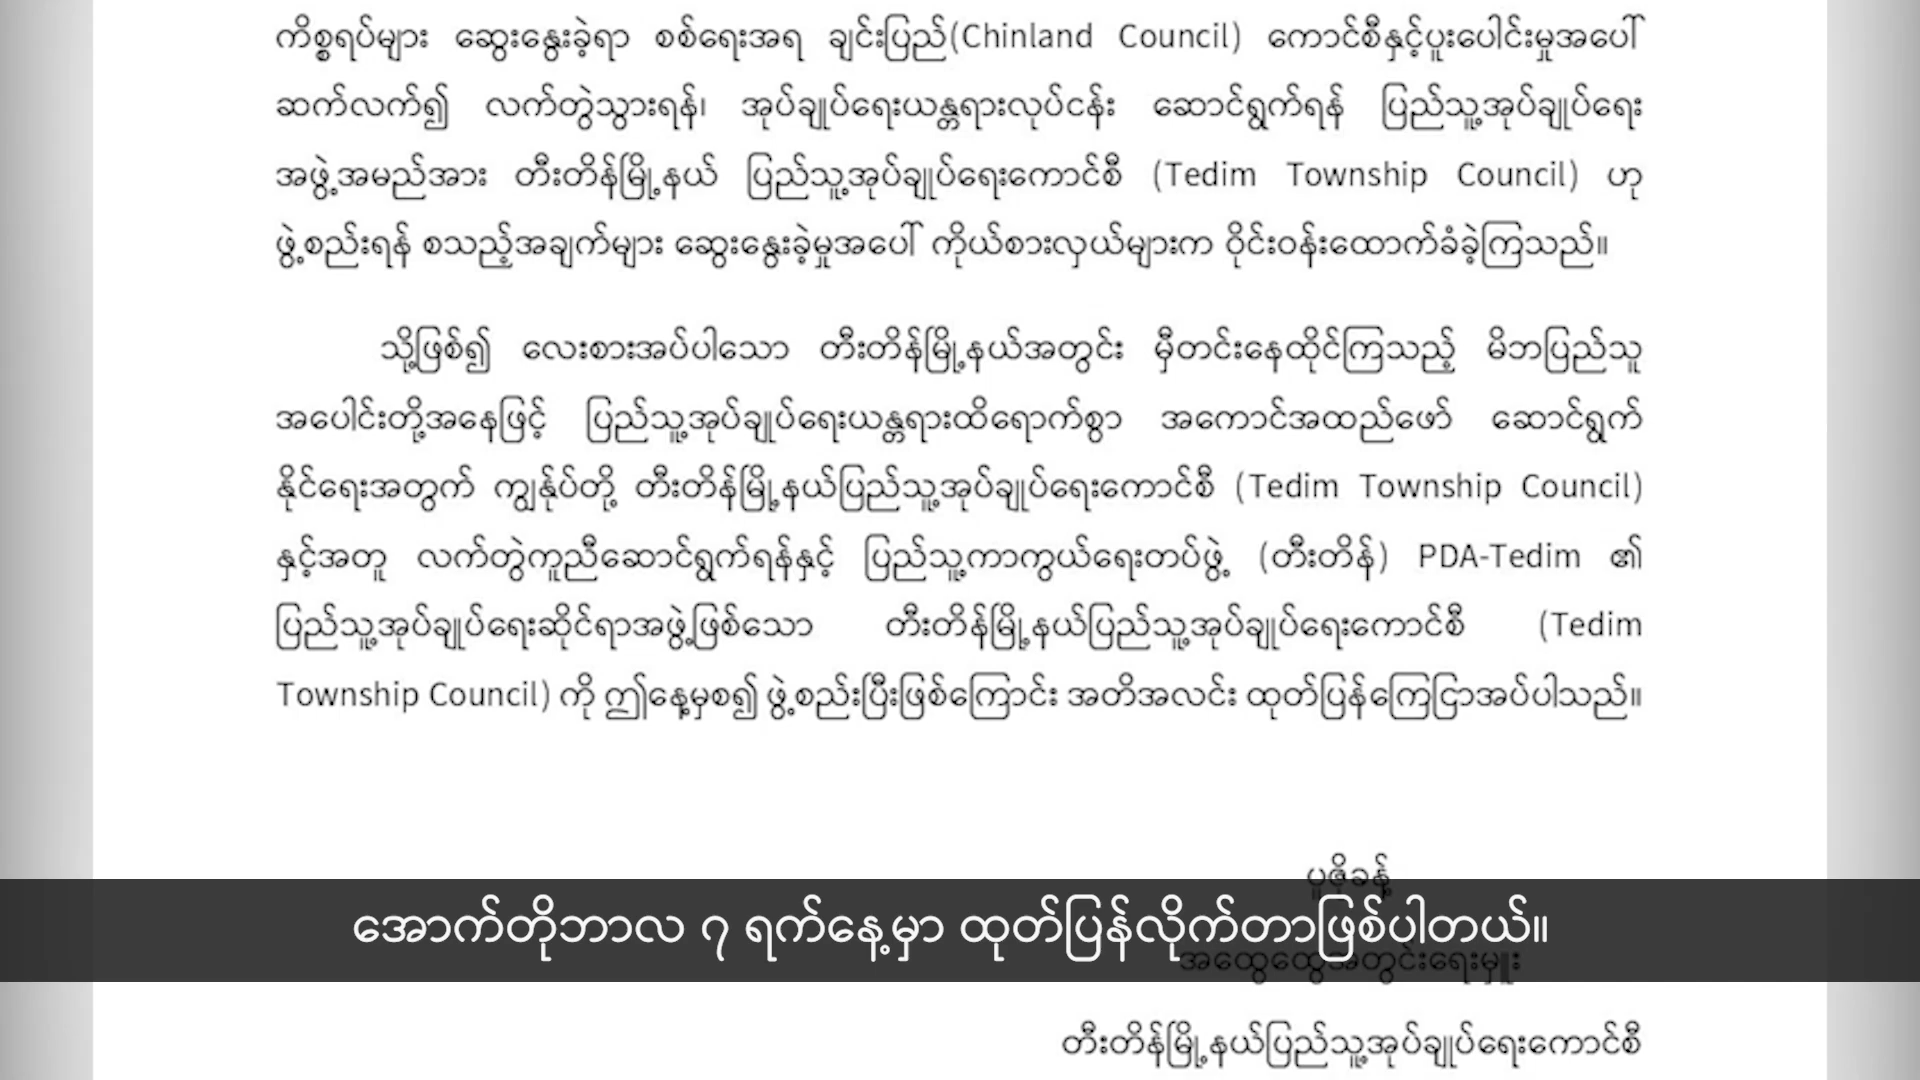 ကိစ္စရပ်များ ဆွေးနွေးခဲ့ရာ စစ်ရေးအရ ချင်းပြည်(Chinland Council) ကောင်စီနှင့်ပူးပေါင်းမှုအပေါ်
ဆက်လက်၍ လက်တွဲသွားရန်၊ အုပ်ချုပ်ရေးယန္တရားလုပ်ငန်း ဆောင်ရွက်ရန် ပြည်သူ့အုပ်ချုပ်ရေး
အဖွဲ့အမည်အား တီးတိန်မြို့နယ် ပြည်သူ့အုပ်ချုပ်ရေးကောင်စီ (Tedim Township Council) ဟု
ဖွဲ့စည်းရန် စသည့်အချက်များ ဆွေးနွေးခဲ့မှုအပေါ် ကိုယ်စားလှယ်များက ဝိုင်းဝန်းထောက်ခံခဲ့ကြသည်။
သို့ဖြစ်၍ လေးစားအပ်ပါသော တီးတိန်မြို့နယ်အတွင်း မှီတင်းနေထိုင်ကြသည့် မိဘပြည်သူ
အပေါင်းတို့အနေဖြင့် ပြည်သူ့အုပ်ချုပ်ရေးယန္တရားထိရောက်စွာ အကောင်အထည်ဖော် ဆောင်ရွက်
နိုင်ရေးအတွက် ကျွန်ုပ်တို့ တီးတိန်မြို့နယ်ပြည်သူ့အုပ်ချုပ်ရေးကောင်စီ (Tedim Township Council)
နှင့်အတူ လက်တွဲကူညီဆောင်ရွက်ရန်နှင့် ပြည်သူ့ကာကွယ်ရေးတပ်ဖွဲ့ (တီးတိန်) PDA-Tedim ၏
ပြည်သူ့အုပ်ချုပ်ရေးဆိုင်ရာအဖွဲ့ဖြစ်သော တီးတိန်မြို့နယ်ပြည်သူ့အုပ်ချုပ်ရေးကောင်စီ (Tedim
Township Council) ကို ဤနေ့မှစ၍ ဖွဲ့စည်းပြီးဖြစ်ကြောင်း အတိအလင်း ထုတ်ပြန်ကြေငြာအပ်ပါသည်။
ပူဇိခန့်
အောက်တိုဘာလ ၇ ရက်နေ့မှာ ထုတ်ပြန်လိုက်တာဖြစ်ပါတယ်။
အထွေထွေအတွင်းရေးမှူး
တီးတိန်မြို့နယ်ပြည်သူ့အုပ်ချုပ်ရေးကောင်စီ